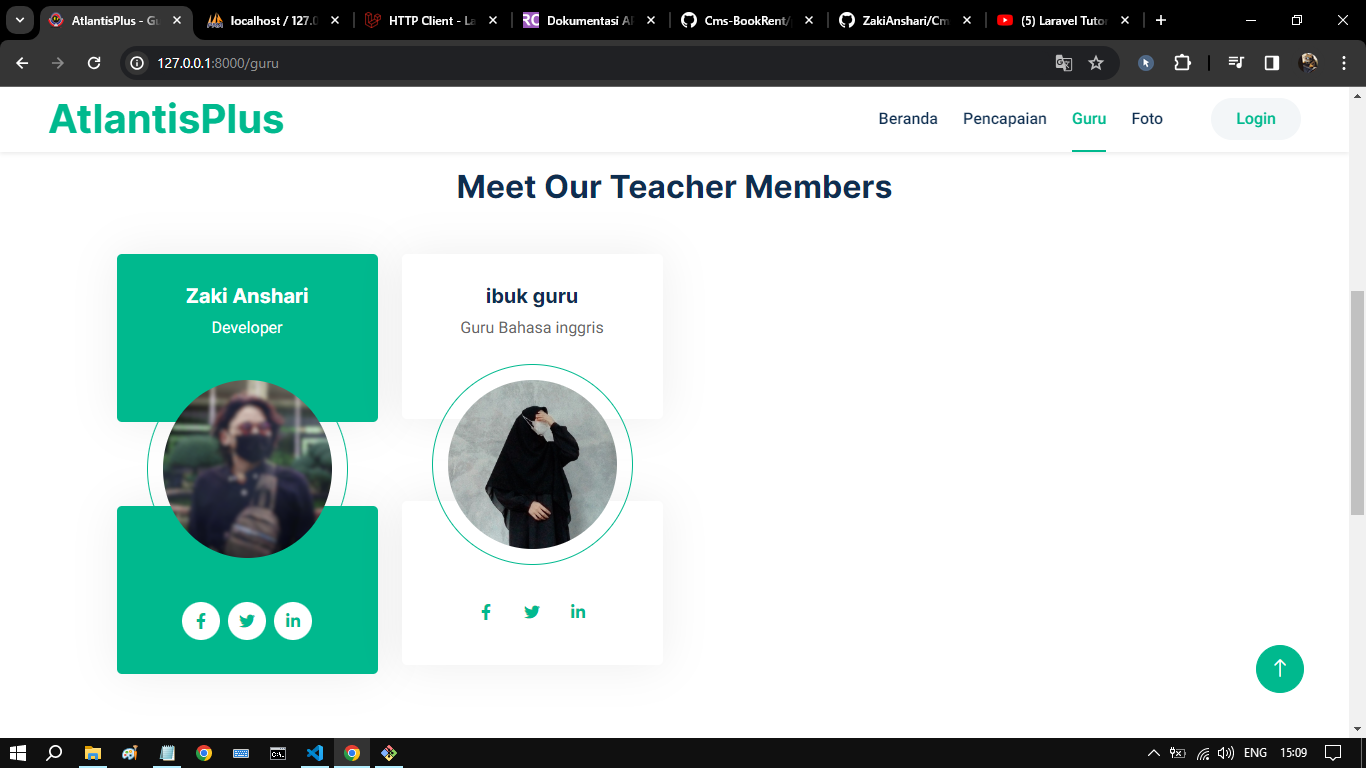 AtlantisPlus - Gu
localhost / 127.0
HTTP Client - La
Dokumentasi AP
Cms-BookRent/
ZakiAnshari/Cm
(5) Laravel Tutor
127.0.0.1:8000/guru
AtlantisPlus
Beranda
Pencapaian
Guru
Foto
Login
Meet Our Teacher Members
Zaki Anshari
Developer
ibuk guru
Guru Bahasa inggris
ENG
15:09